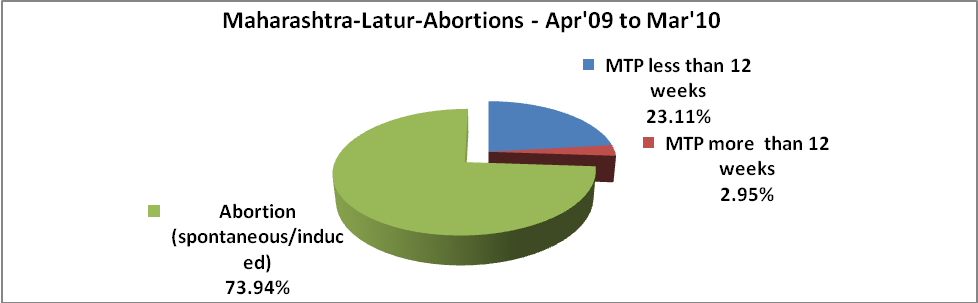 Maharashtra-Latur-Abortions - Apr'09 to Mar'10
MTP less than 12
weeks
23.11%
MTP more  than 12
weeks
2.95%
Abortion
(spontaneous/induc
ed)
73.94%